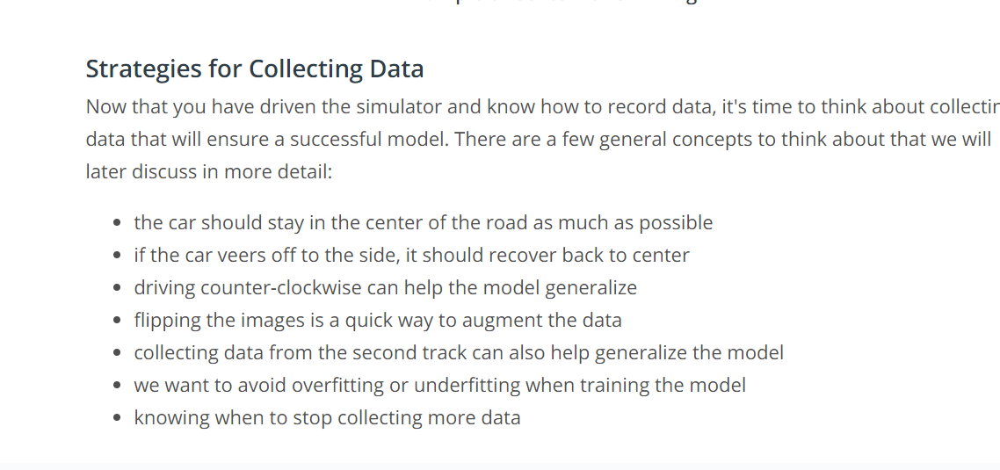 Strategies for Collecting Data
Now that you have driven the simulator and know how to record data, it's time to think about
data that will ensure a successful model. There are a few general concepts to think about that we will
later discuss in more detail:
the car should stay in the center of the road as much as possible
if the car veers off to the side, it should recover back to center
driving counter-clockwise can help the model generalize
flipping the images is a quick way to augment the data
collecting data from the second track can also help generalize the model
we want to avoid overfitting or underfitting when training the model
knowing when to stop collecting more data